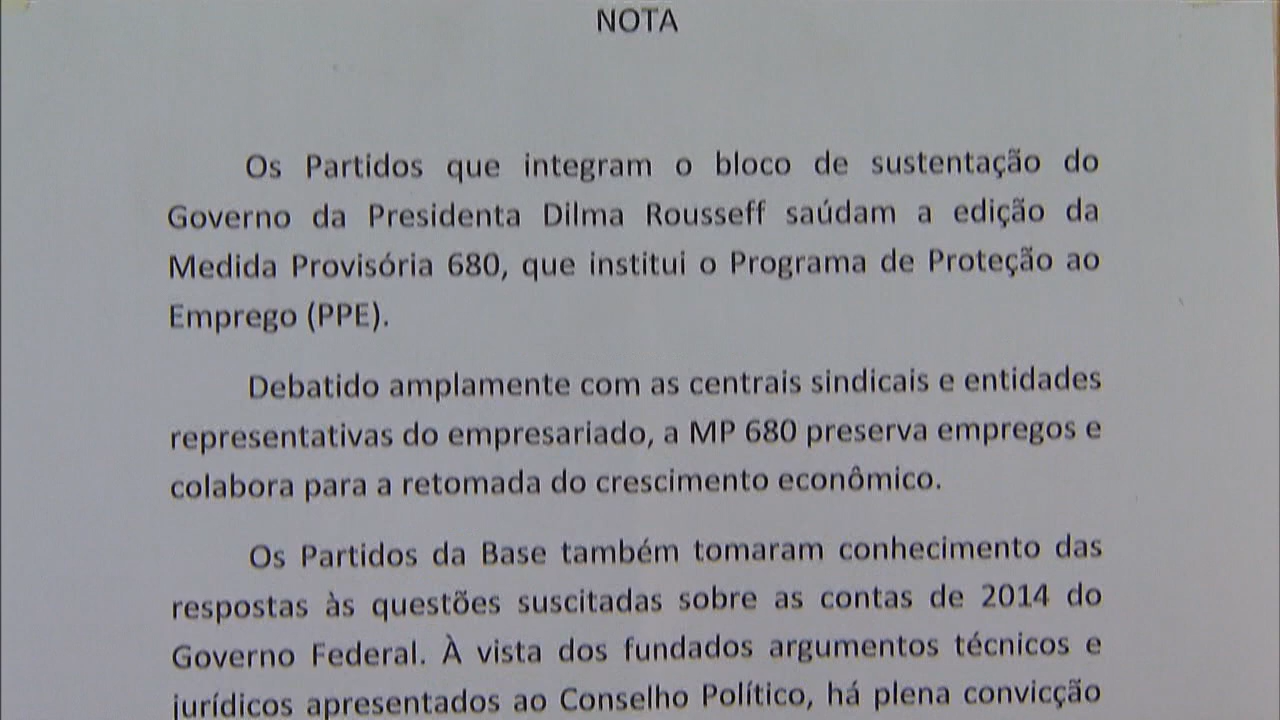 NOTA
Os Partidos que integram o bloco de sustentação do
Governo da Presidenta Dilma Rousseff saúdam a edição da
Medida Provisória 680, que institui o Programa de Proteção ao
Emprego (PPE).
Debatido amplamente com as centrais sindicais e entidades
representativas do empresariado, a MP 680 preserva empregos e
colabora para a retomada do crescimento econômico.
Os Partidos da Base também tomaram conhecimento das
respostas às questões suscitadas sobre as contas de 2014 do
Governo Federal. À vista dos fundados argumentos técnicos e
jurídicos apresentados ao Conselho Político, há plena convicção